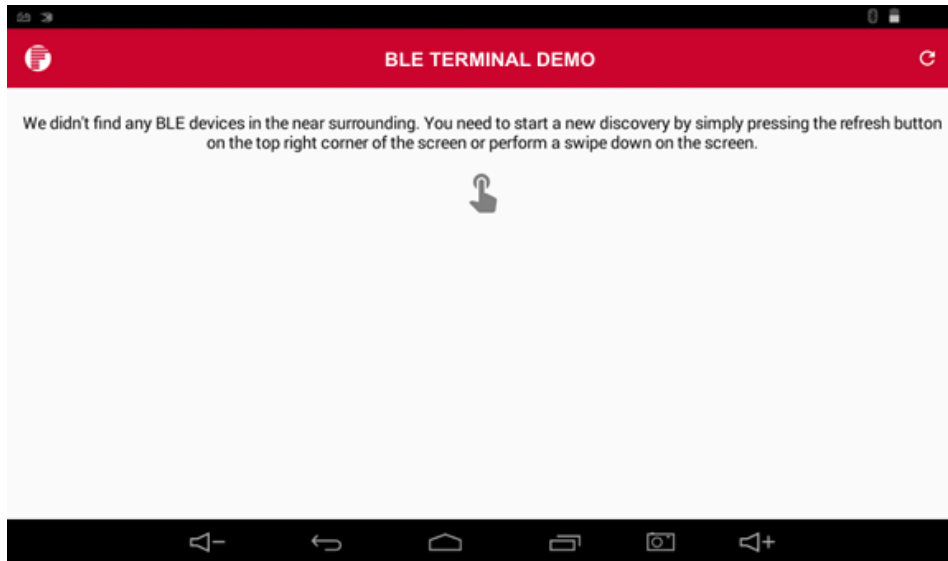 BLE TERMINAL DEMO
We didn't find any BLE devices in the near surrounding. You need to start a new discovery by simply pressing the refresh button
on the top right corner of the screen or perform a swipe down on the screen.